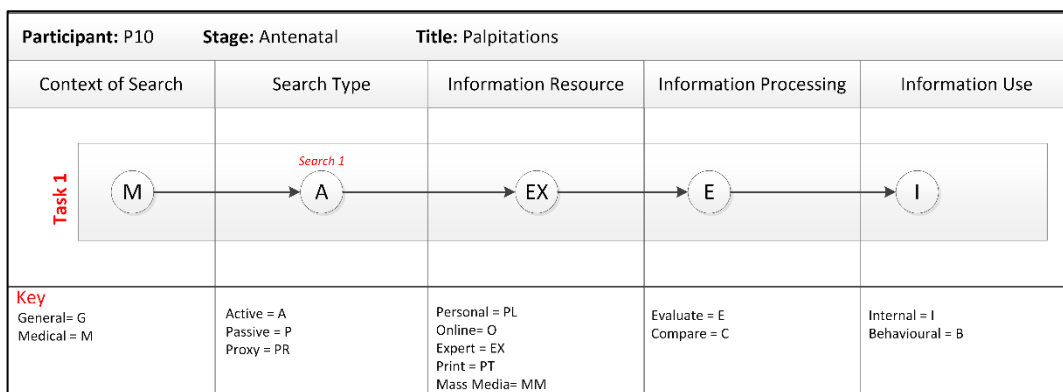 Participant: P10 Stage: Antenatal Title: Palpitations
Context of Search Search Type Information Resource Information Processing Information Use
Task 1
Search 1
M A EX E I
Key
General= G
Medical = M
Active = A
Passive = P
Proxy = PR
Personal = PL
Online= O
Expert = EX
Print = PT
Mass Media= MM
Evaluate = E
Compare = C
Internal = I
Behavioural = B